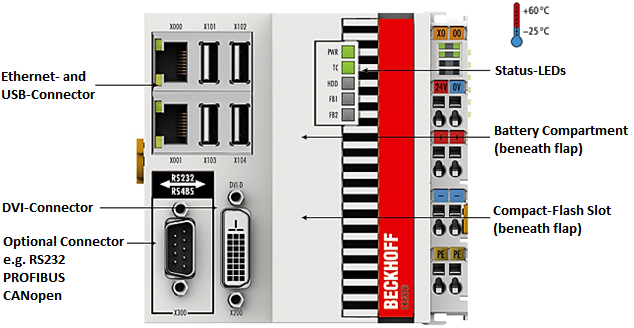 +60 °C
-25 °C
X000 X101 X102
X0 00
PWR
TC
HDD
FB1
FB2
Status-LEDs
Ethernet- and
USB-Connector
24V 0V
X001 X103 X104
Battery Compartment
(beneath flap)
RS232
RS485
DVI-Connector
DVI D
Compact-Flash Slot
(beneath flap)
Optional Connector
e.g. RS232
PROFIBUS
CANopen
PE PE
BECKHOFF
X300 X200